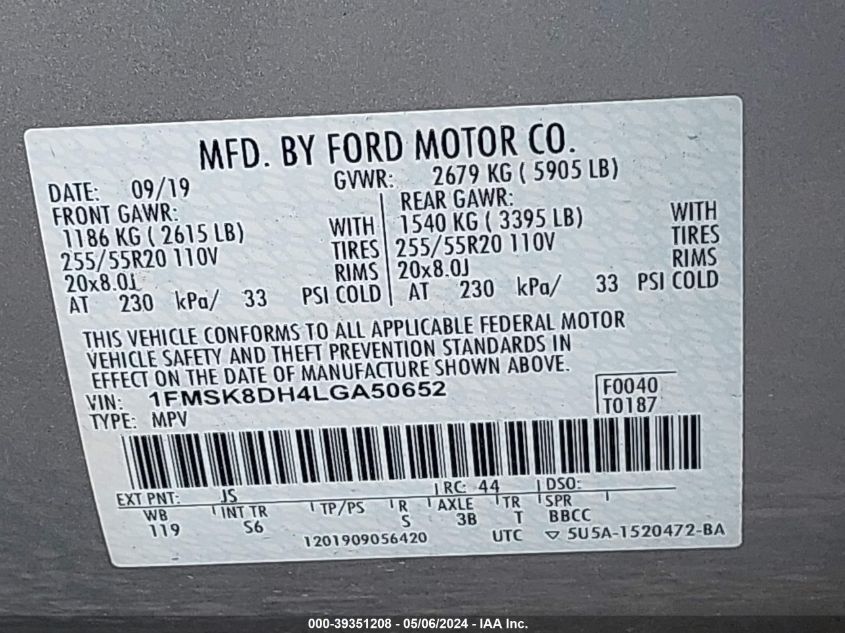 MFD. BY FORD MOTOR CO.
DATE: 09/19 GVWR: 2679 KG ( 5905 LB)
FRONT GAWR: REAR GAWR:
1186 KG ( 2615 LB) WITH 1540 KG ( 3395 LB) WITH
255/55R20 110V TIRES 255/55R20 110V TIRES
20x8.0J RIMS 20x8.0J RIMS
AT 230 kPa/ 33 PSI COLD AT 230 kPa/ 33 PSI COLD
THIS VEHICLE CONFORMS TO ALL APPLICABLE FEDERAL MOTOR
VEHICLE SAFETY AND THEFT PREVENTION STANDARDS IN
EFFECT ON THE DATE OF MANUFACTURE SHOWN ABOVE.
VIN: 1FMSK8DH4LGA50652 F0040
TYPE: MPV T0187
EXT PNT: JS RC: 44 DSO:
WB INT TR TP/PS R AXLE TR SPR
119 S6 S 3B T BBCC
1201909056420 UTC ▽ 5U5A-1520472-BA
000-39351208 - 05/06/2024 - IAA Inc.